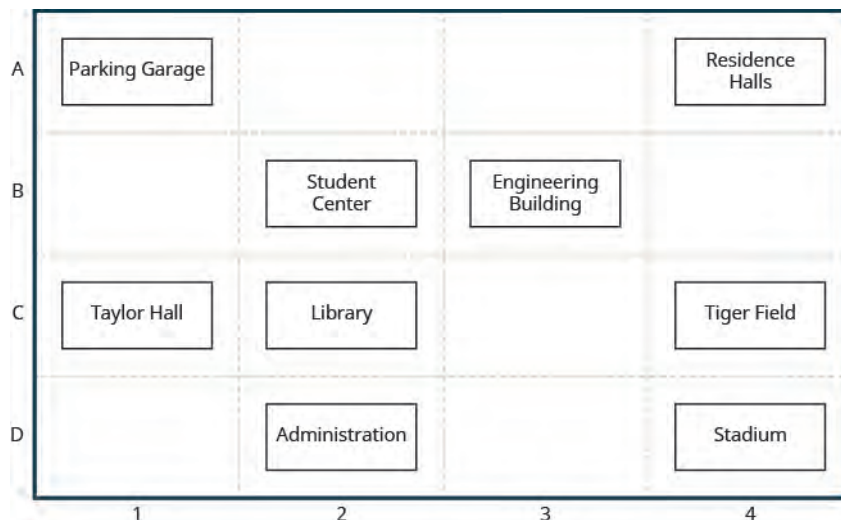 A
Parking Garage
Residence
Halls
B
Student
Center
Engineering
Building
C
Taylor Hall
Library
Tiger Field
D
Administration
Stadium
1
2
3
4